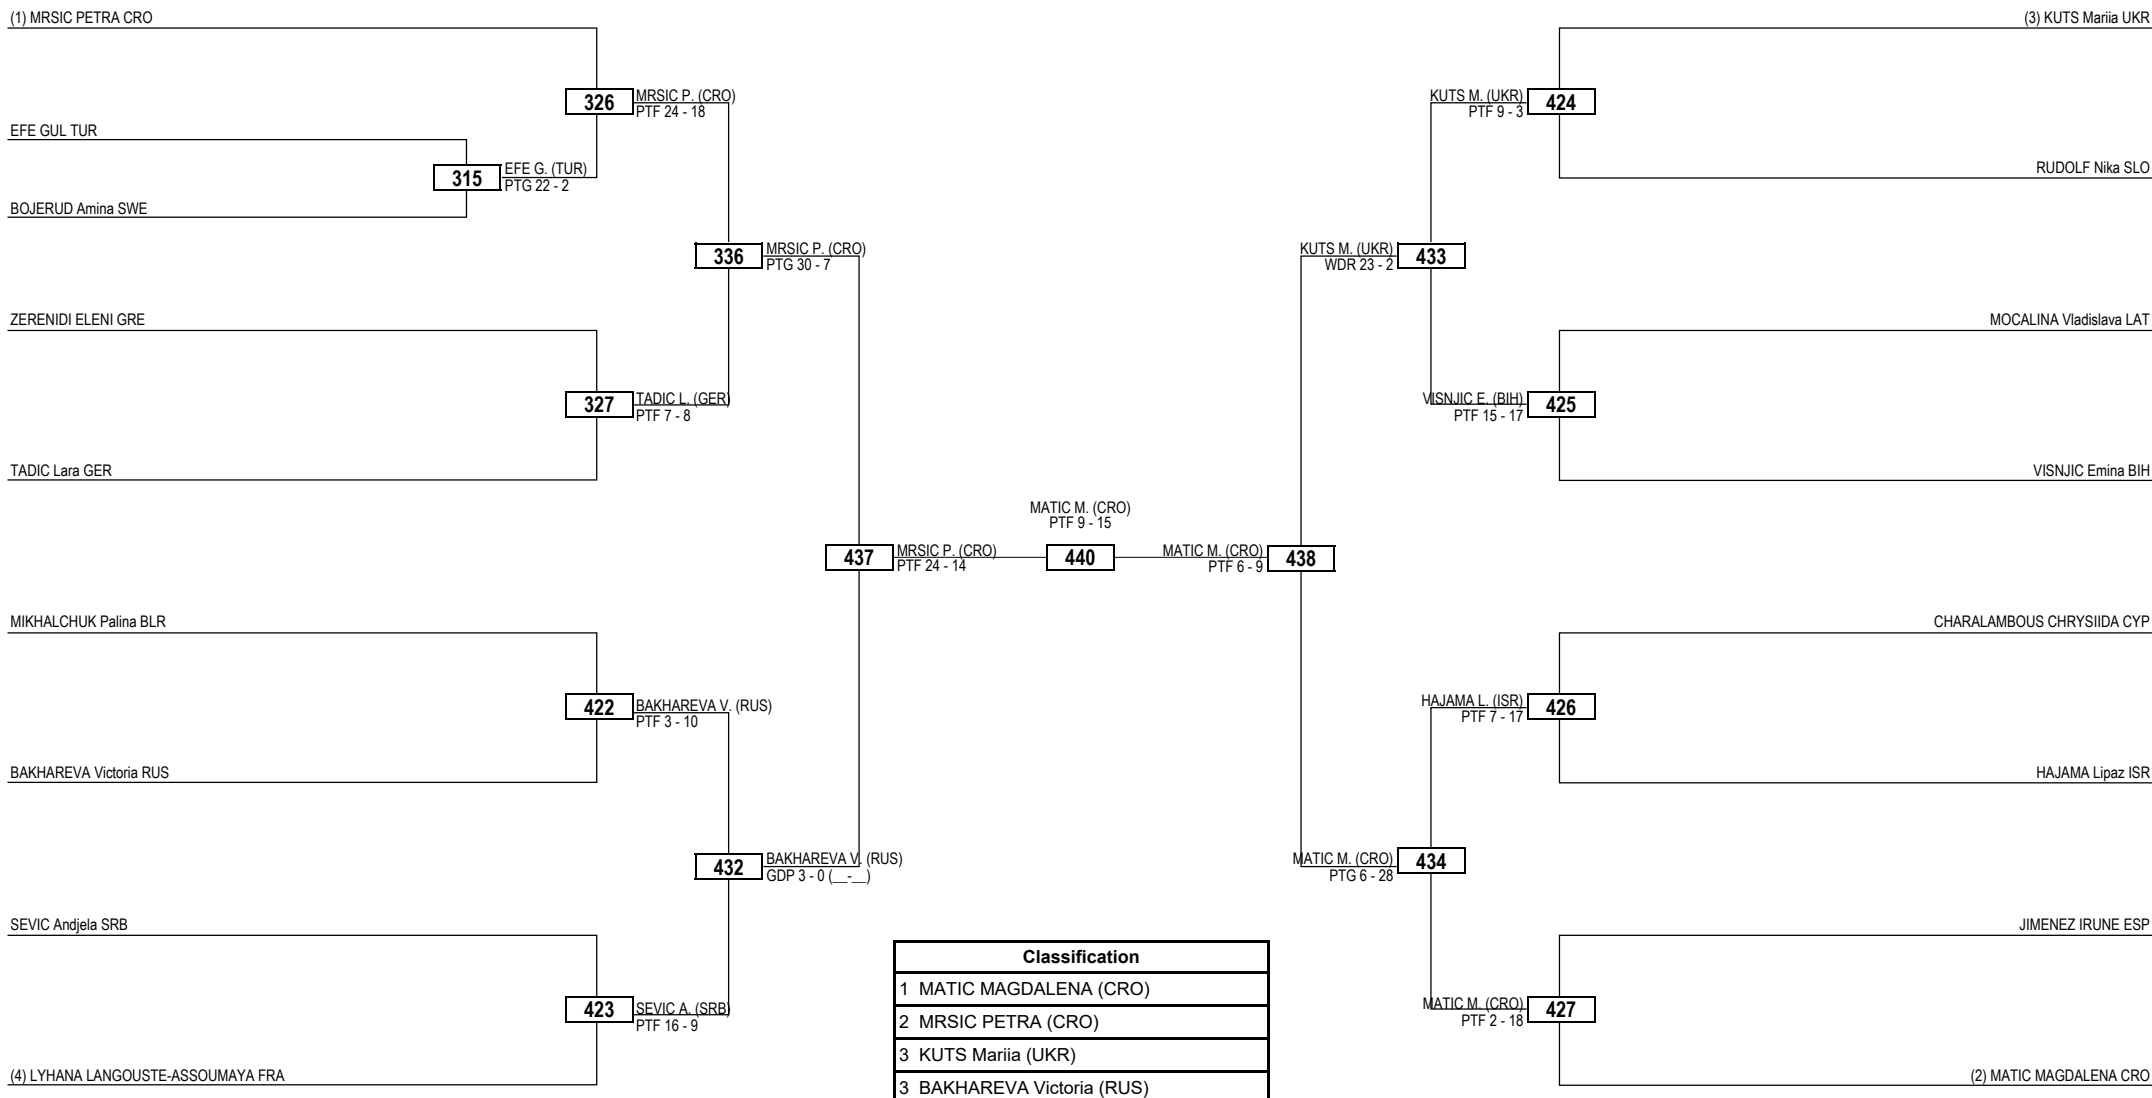 (1) MRSIC PETRA CRO
(3) KUTS Mariia UKR
326
MRSIC P. (CRO)
PTF 24 - 18
KUTS M. (UKR)
PTF 9 - 3
424
EFE GUL TUR
315
EFE G. (TUR)
PTG 22 - 2
RUDOLF Nika SLO
BOJERUD Amina SWE
336
MRSIC P. (CRO)
PTG 30 - 7
KUTS M. (UKR)
WDR 23 - 2
433
ZERENIDI ELENI GRE
MOCALINA Vladislava LAT
327
TADIC L. (GER)
PTF 7 - 8
VISNJIC E. (BIH)
PTF 15 - 17
425
TADIC Lara GER
VISNJIC Emina BIH
MATIC M. (CRO)
PTF 9 - 15
437
MRSIC P. (CRO)
PTF 24 - 14
440
MATIC M. (CRO)
PTF 6 - 9
438
MIKHALCHUK Palina BLR
CHARALAMBOUS CHRYSIIDA CYP
422
BAKHAREVA V. (RUS)
PTF 3 - 10
HAJAMA L. (ISR)
PTF 7 - 17
426
BAKHAREVA Victoria RUS
HAJAMA Lipaz ISR
432
BAKHAREVA V. (RUS)
GDP 3 - 0 (__-__)
MATIC M. (CRO)
PTG 6 - 28
434
SEVIC Andjela SRB
JIMENEZ IRUNE ESP
423
SEVIC A. (SRB)
PTF 16 - 9
MATIC M. (CRO)
PTF 2 - 18
427
(4) LYHANA LANGOUSTE-ASSOUMAYA FRA
(2) MATIC MAGDALENA CRO
Classification
1 MATIC MAGDALENA (CRO)
2 MRSIC PETRA (CRO)
3 KUTS Mariia (UKR)
3 BAKHAREVA Victoria (RUS)